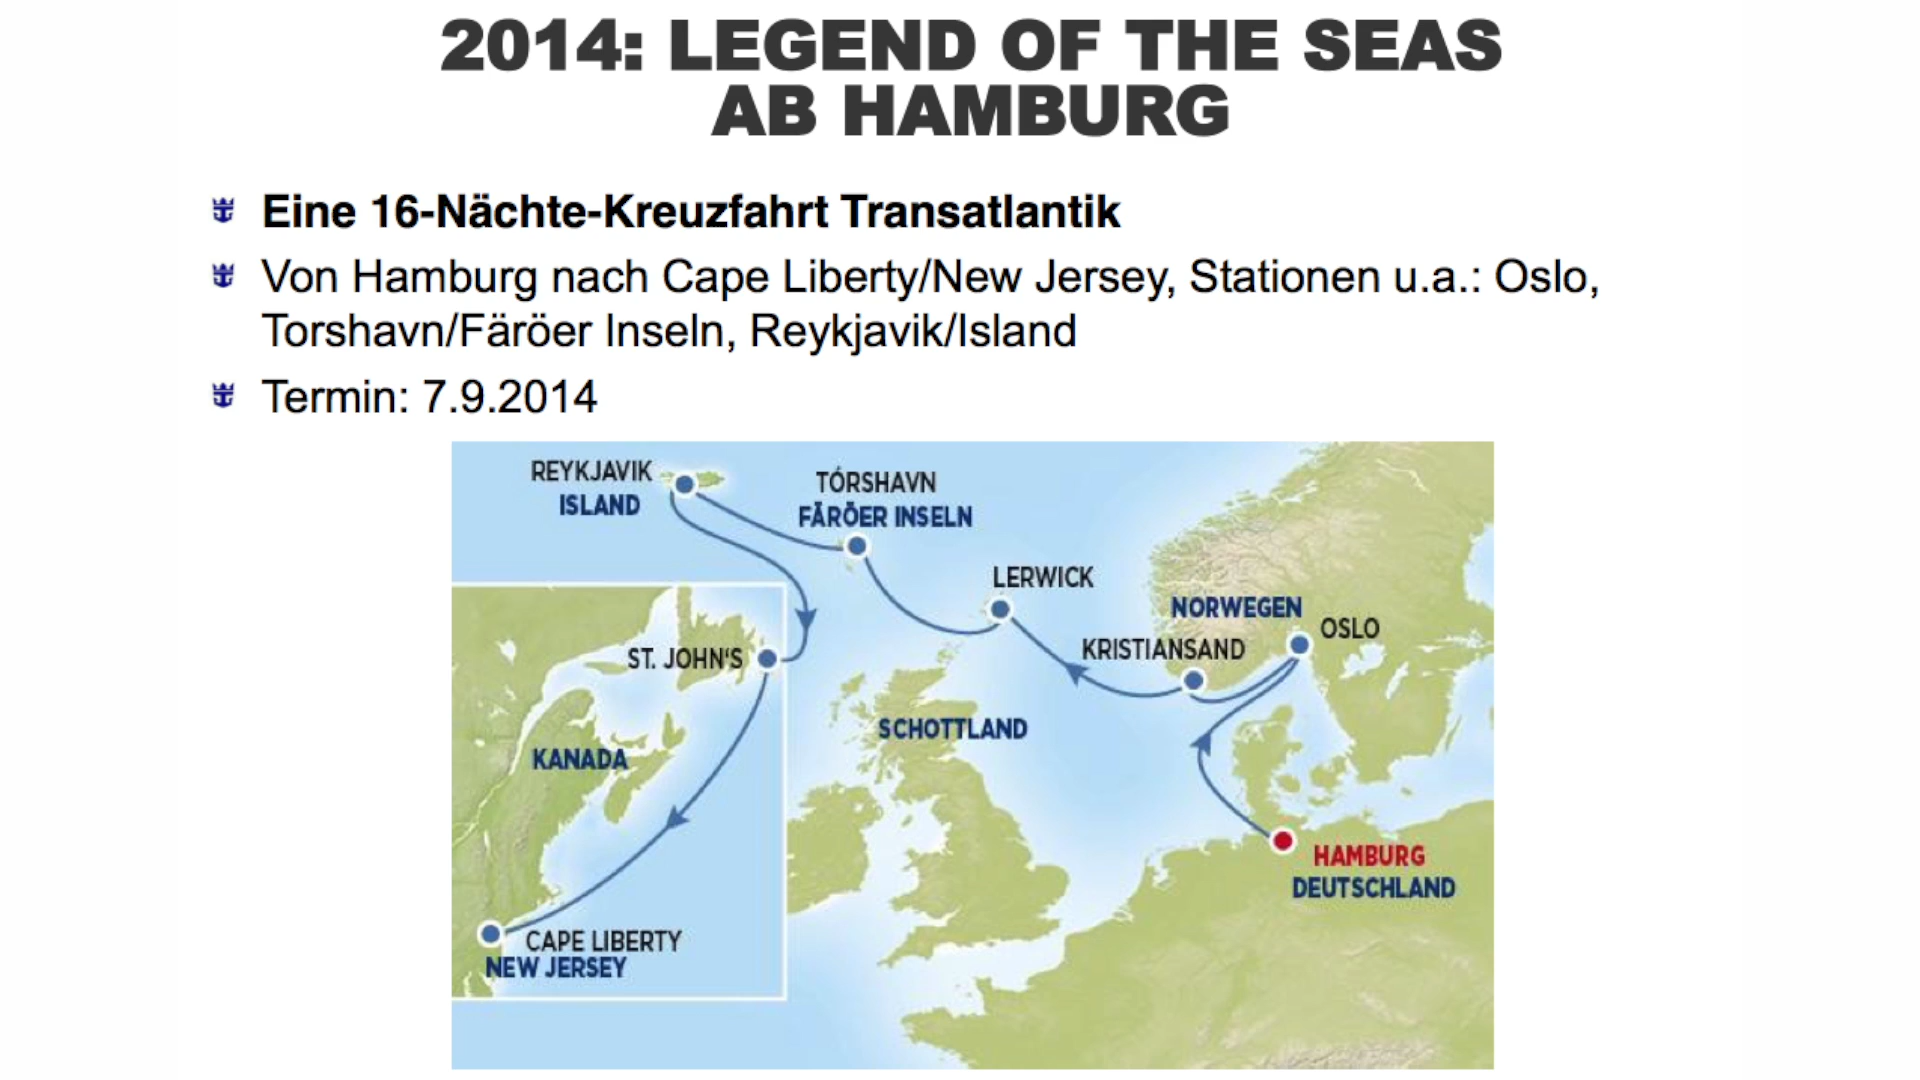 2014: LEGEND OF THE SEAS
AB HAMBURG
Eine 16-Nächte-Kreuzfahrt Transatlantik
Von Hamburg nach Cape Liberty/New Jersey, Stationen u.a.: Oslo,
Torshavn/Färöer Inseln, Reykjavik/Island
Termin: 7.9.2014
REYKJAVIK
ISLAND
TÓRSHAVN
FÄRÖER INSELN
LERWICK
NORWEGEN
OSLO
KRISTIANSAND
ST. JOHN'S
SCHOTTLAND
KANADA
HAMBURG
DEUTSCHLAND
CAPE LIBERTY
NEW JERSEY